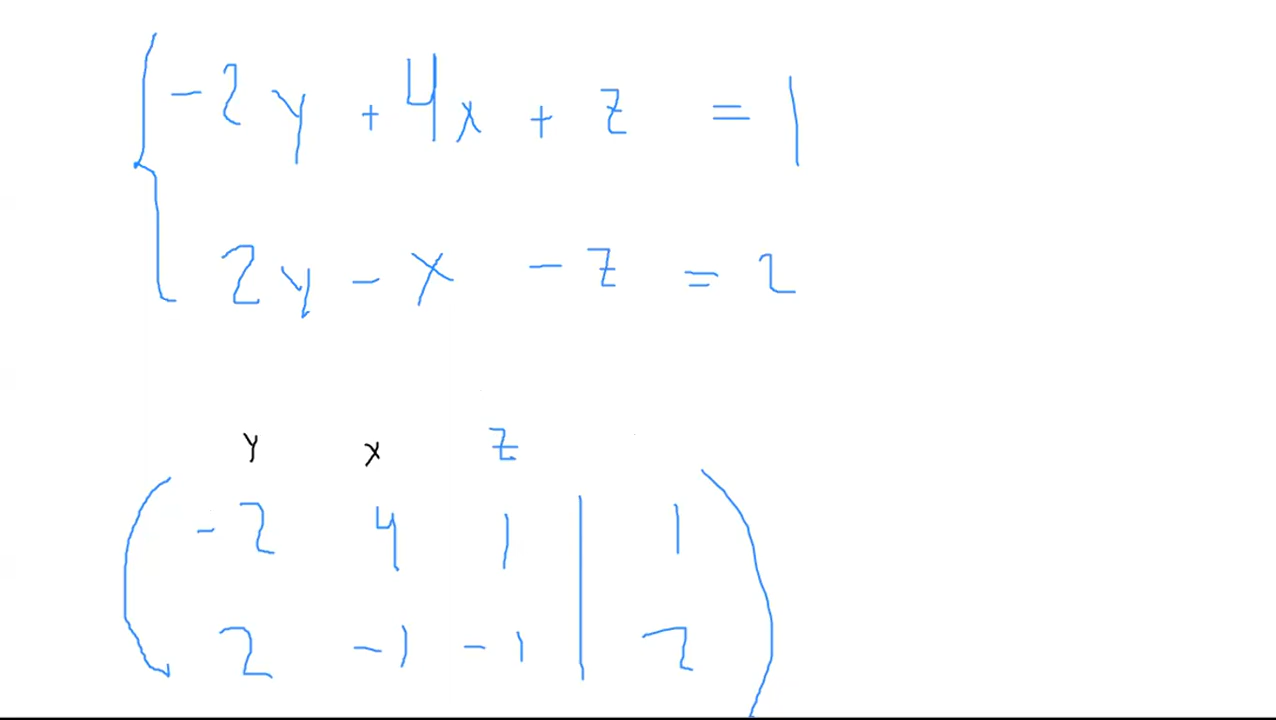 -2y + 4x + z = 1
2y - x - z = 2
y x z
-2 4 1 | 1
2 -1 -1 | 2